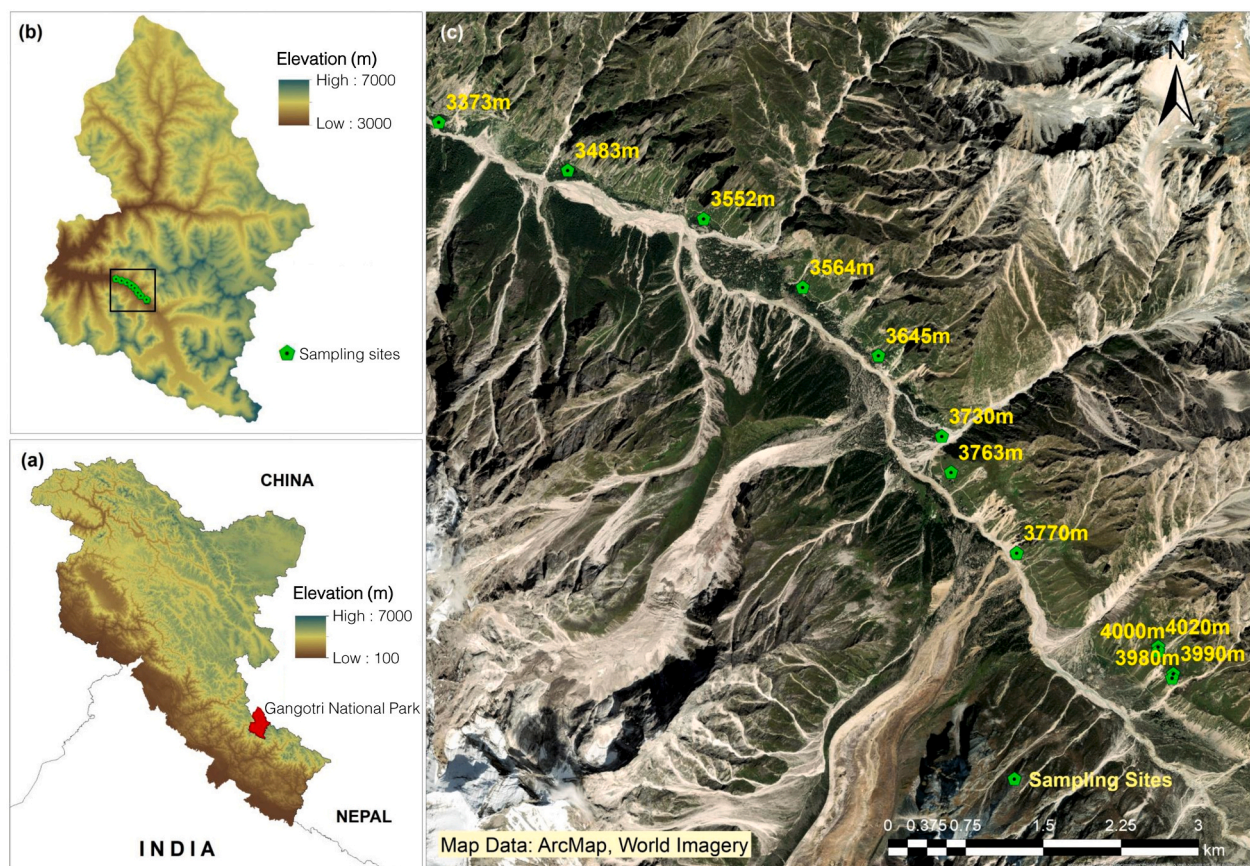 (b)
Elevation (m)
High : 7000
Low : 3000
Sampling sites
(a)
CHINA
Elevation (m)
High : 7000
Low : 100
Gangotri National Park
NEPAL
INDIA
(c)
N
3373m
3483m
3552m
3564m
3645m
3730m
3763m
3770m
4000m 4020m
3980m 3990m
Sampling Sites
Map Data: ArcMap, World Imagery
0 0.375 0.75 1.5 2.25 3
km